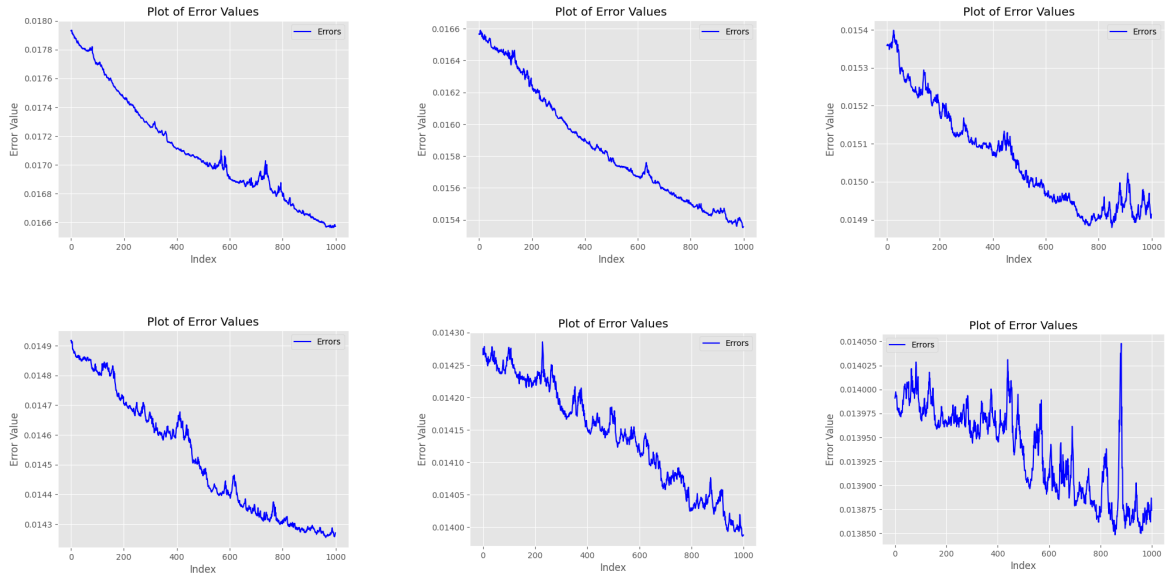 Plot of Error Values
Errors
0.0180
0.0178
0.0176
0.0174
0.0172
0.0170
0.0168
0.0166
Error Value
0 200 400 600 800 1000
Index
Plot of Error Values
Errors
0.0166
0.0164
0.0162
0.0160
0.0158
0.0156
0.0154
Error Value
0 200 400 600 800 1000
Index
Plot of Error Values
Errors
0.0154
0.0153
0.0152
0.0151
0.0150
0.0149
Error Value
0 200 400 600 800 1000
Index
Plot of Error Values
Errors
0.0149
0.0148
0.0147
0.0146
0.0145
0.0144
0.0143
Error Value
0 200 400 600 800 1000
Index
Plot of Error Values
Errors
0.01430
0.01425
0.01420
0.01415
0.01410
0.01405
0.01400
Error Value
0 200 400 600 800 1000
Index
Plot of Error Values
Errors
0.014050
0.014025
0.014000
0.013975
0.013950
0.013925
0.013900
0.013875
0.013850
Error Value
0 200 400 600 800 1000
Index